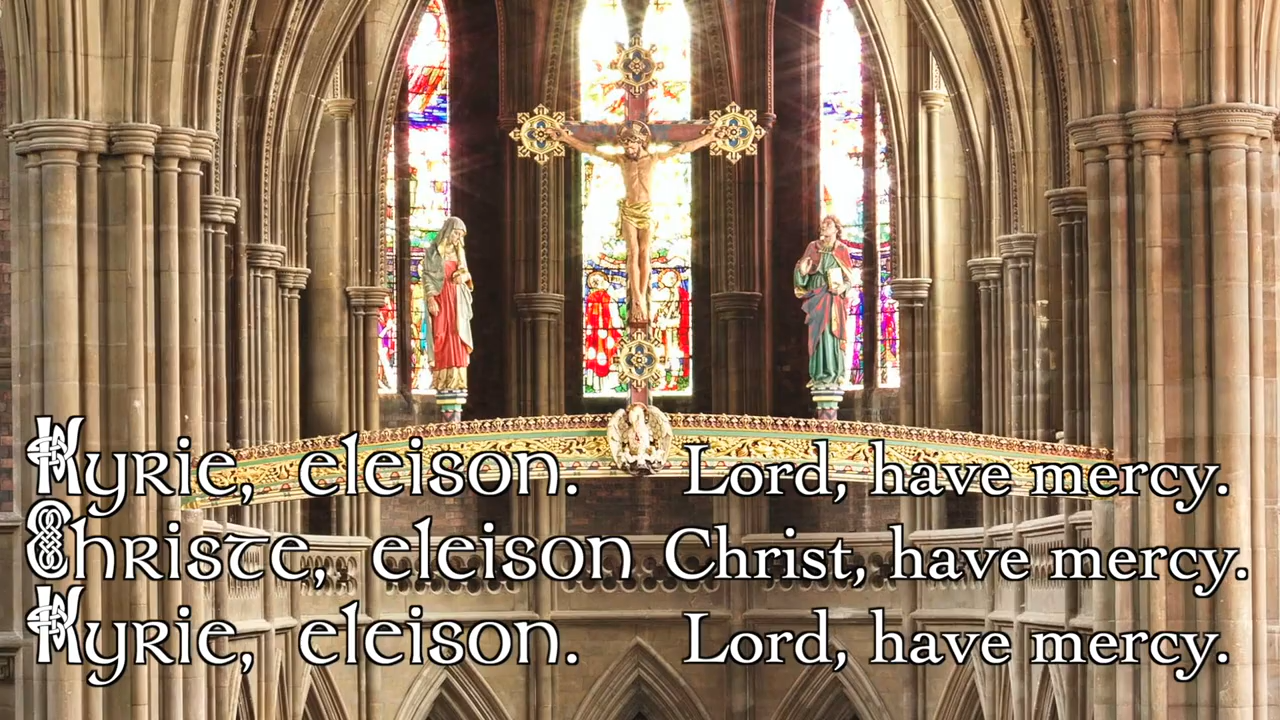 Kyrie, eleison. Lord, have mercy.
Christe, eleison Christ, have mercy.
Kyrie, eleison. Lord, have mercy.